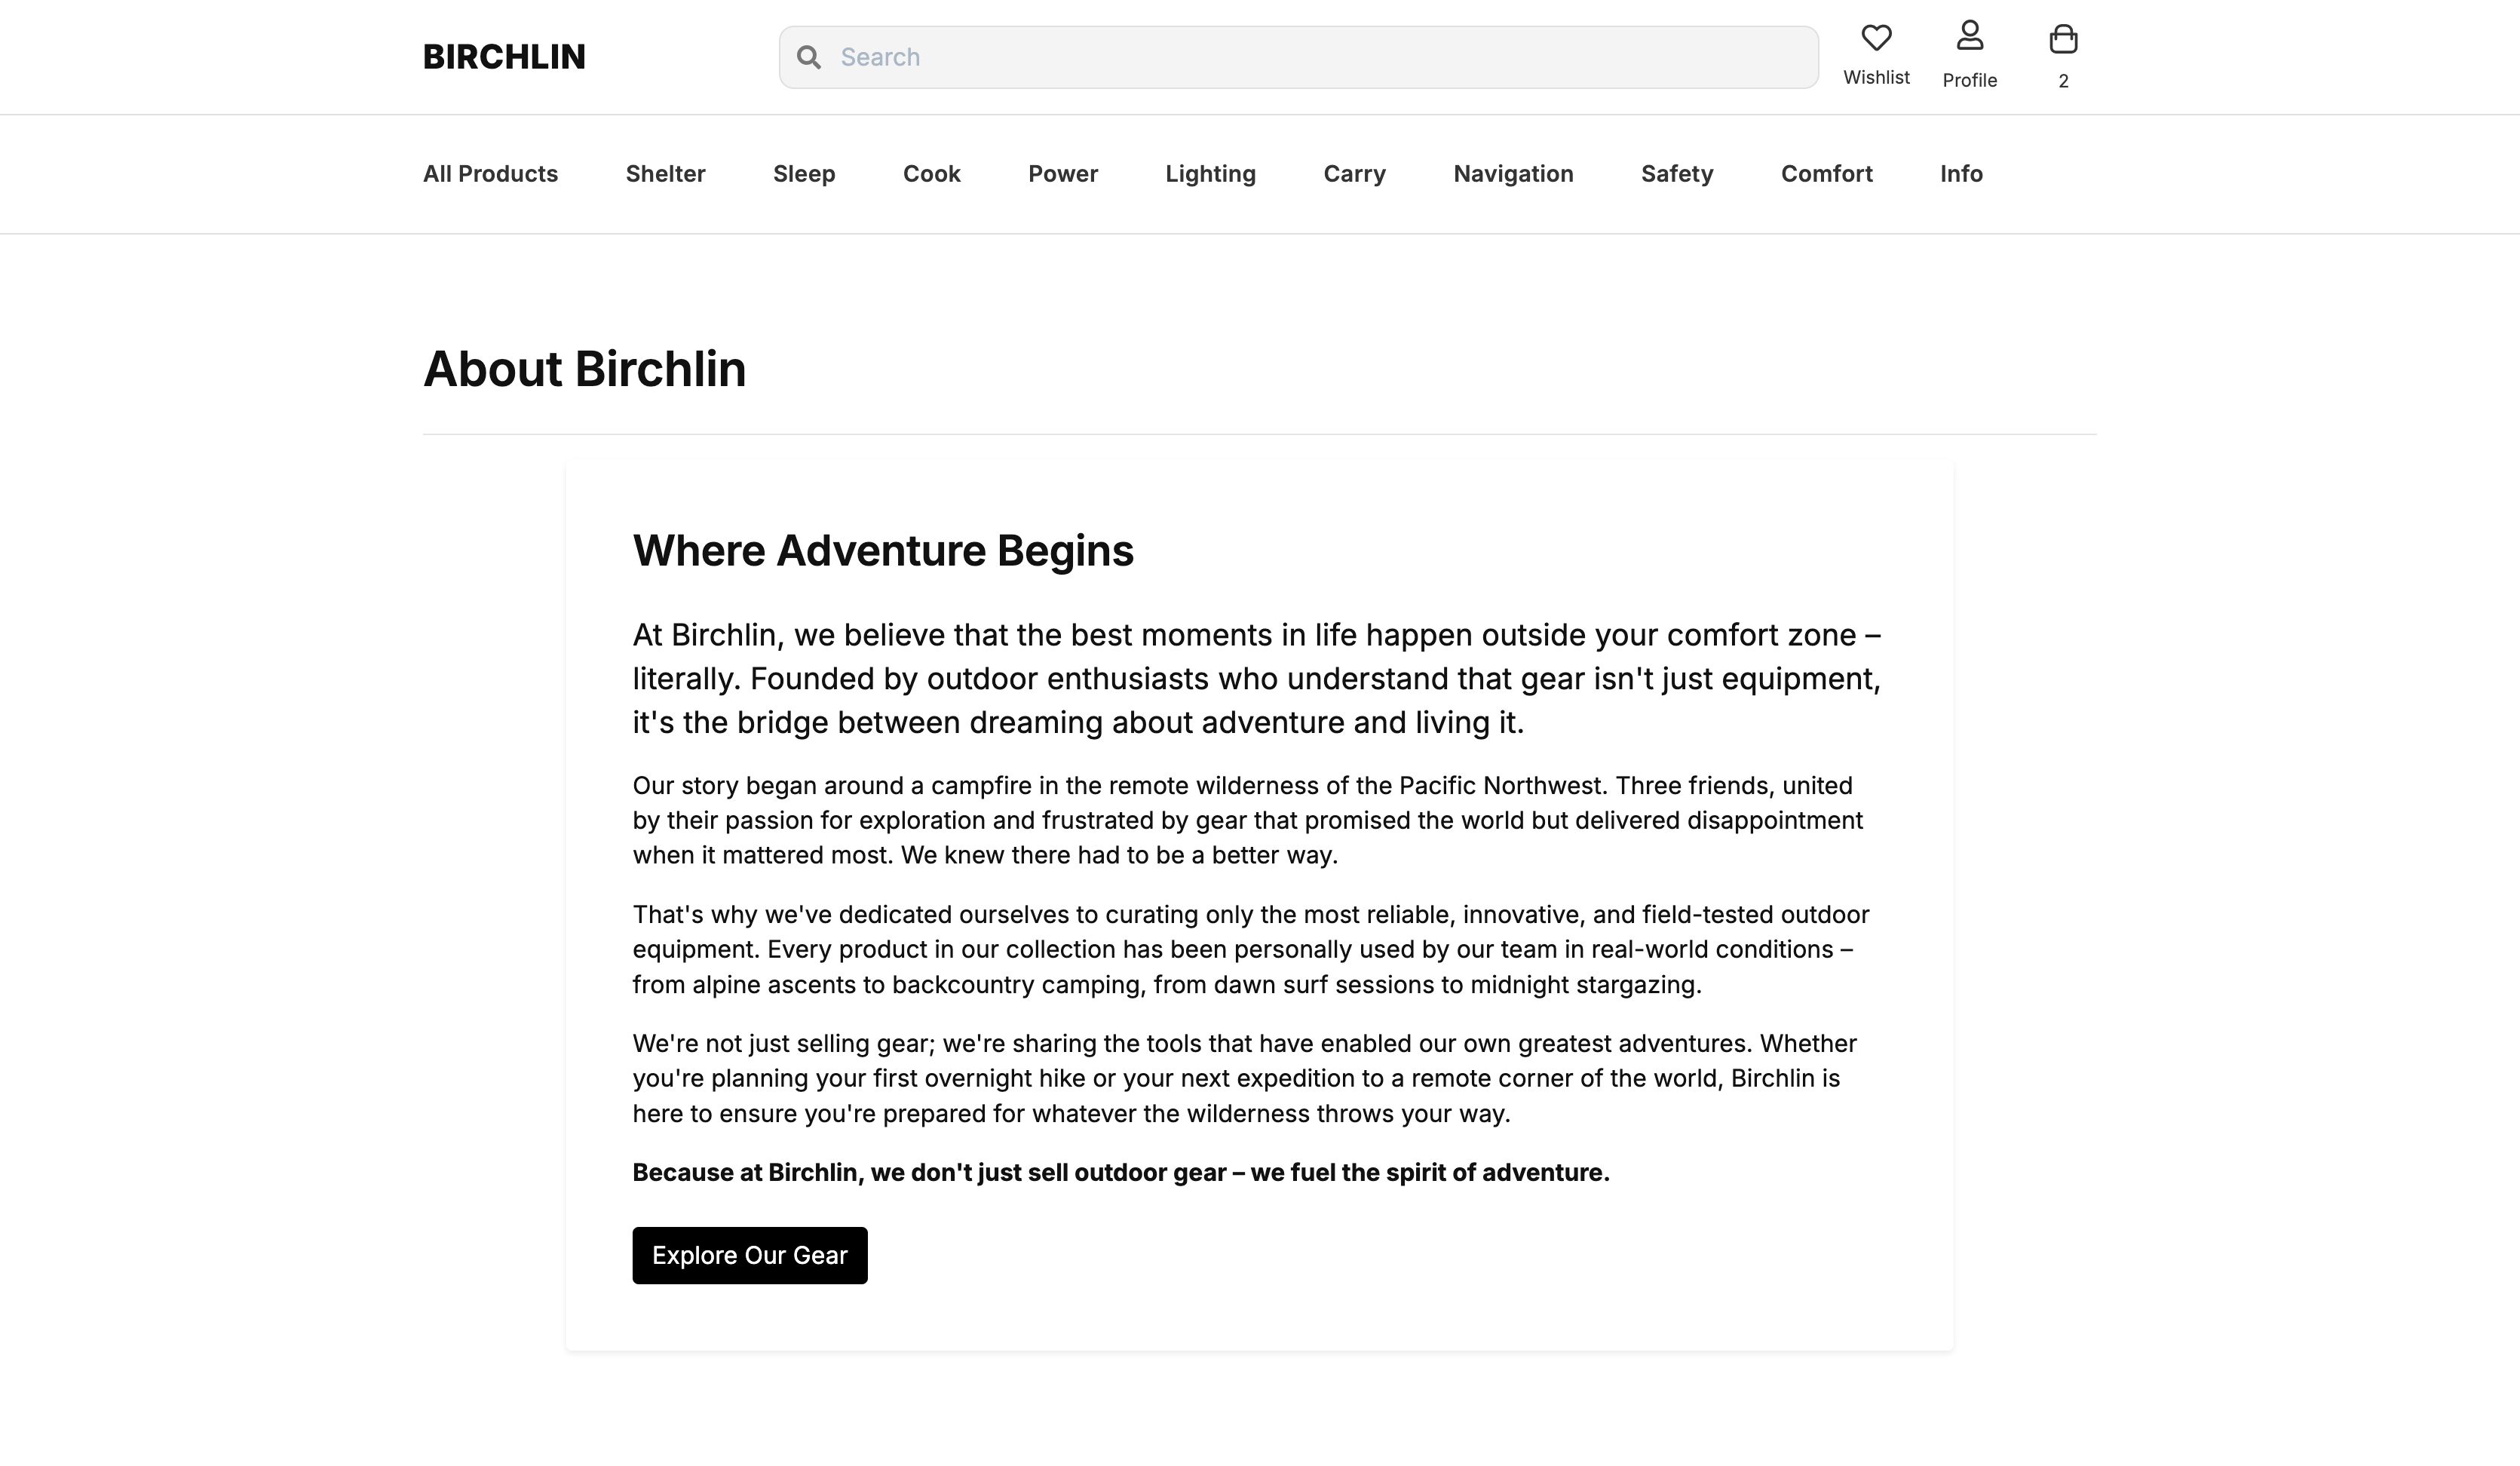 BIRCHLIN
Search
Wishlist
Profile
2
All Products
Shelter
Sleep
Cook
Power
Lighting
Carry
Navigation
Safety
Comfort
Info
About Birchlin
Where Adventure Begins
At Birchlin, we believe that the best moments in life happen outside your comfort zone –
literally. Founded by outdoor enthusiasts who understand that gear isn't just equipment,
it's the bridge between dreaming about adventure and living it.
Our story began around a campfire in the remote wilderness of the Pacific Northwest. Three friends, united
by their passion for exploration and frustrated by gear that promised the world but delivered disappointment
when it mattered most. We knew there had to be a better way.
That's why we've dedicated ourselves to curating only the most reliable, innovative, and field-tested outdoor
equipment. Every product in our collection has been personally used by our team in real-world conditions –
from alpine ascents to backcountry camping, from dawn surf sessions to midnight stargazing.
We're not just selling gear; we're sharing the tools that have enabled our own greatest adventures. Whether
you're planning your first overnight hike or your next expedition to a remote corner of the world, Birchlin is
here to ensure you're prepared for whatever the wilderness throws your way.
Because at Birchlin, we don't just sell outdoor gear – we fuel the spirit of adventure.
Explore Our Gear